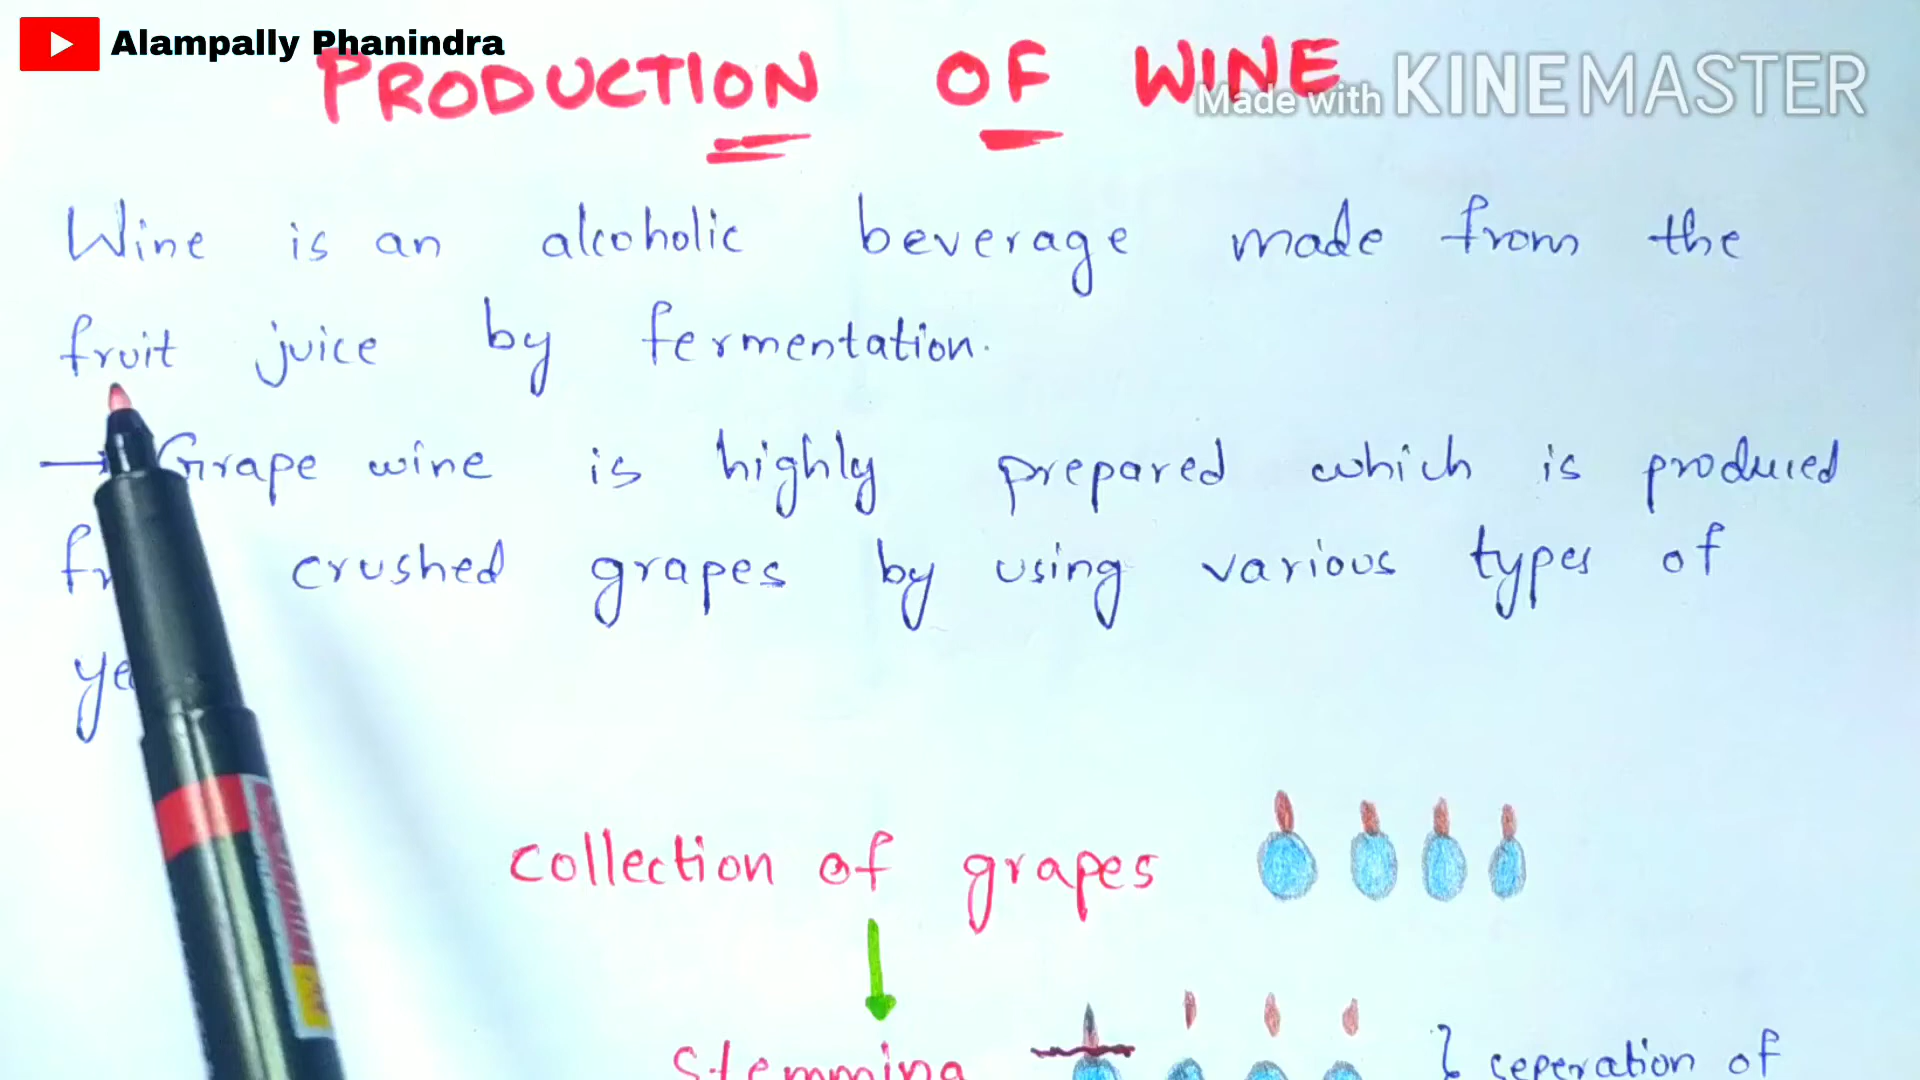 Alampally Phanindra
PRODUCTION OF WINE
Made with KINEMASTER
Wine is an alcoholic beverage made from the
fruit juice by fermentation.
→ Grape wine is highly prepared which is produced
crushed grapes by using various types of
collection of grapes
Stemming } seperation of